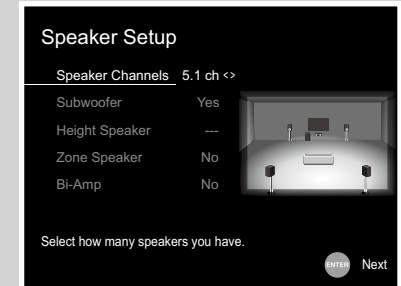 Speaker Setup
Speaker Channels 5.1 ch <>
Subwoofer Yes
Height Speaker ---
Zone Speaker No
Bi-Amp No
Select how many speakers you have.
ENTER Next